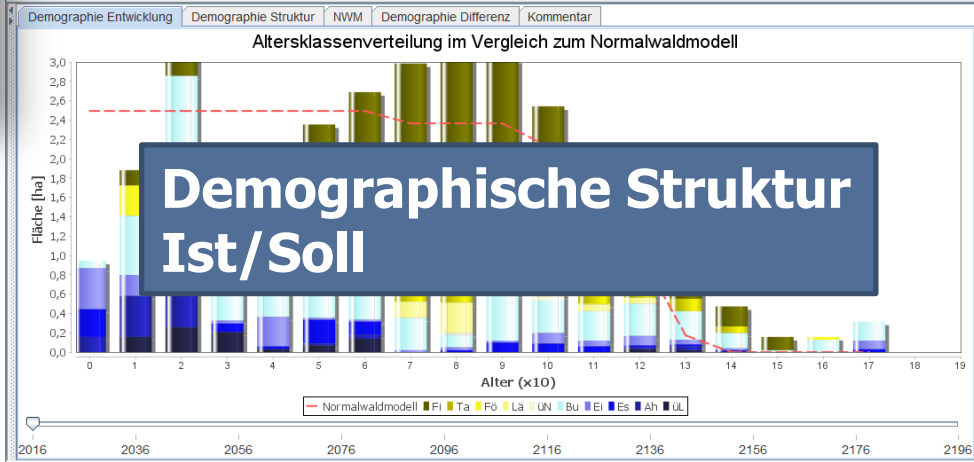 Demographie Entwicklung Demographie Struktur NWM Demographie Differenz Kommentar
Altersklassenverteilung im Vergleich zum Normalwaldmodell
3,0
2,8
2,6
2,4
2,2
2,0
1,8
1,6
1,4
1,2
1,0
0,8
0,6
0,4
0,2
0,0
Fläche [ha]
Demographische Struktur
Ist/Soll
0 1 2 3 4 5 6 7 8 9 10 11 12 13 14 15 16 17 18 19
Alter (x10)
Normalwaldmodell Fi Ta Fö Lä üN Bu Ei Es Ah üL
2016 2036 2056 2076 2096 2116 2136 2156 2176 2196